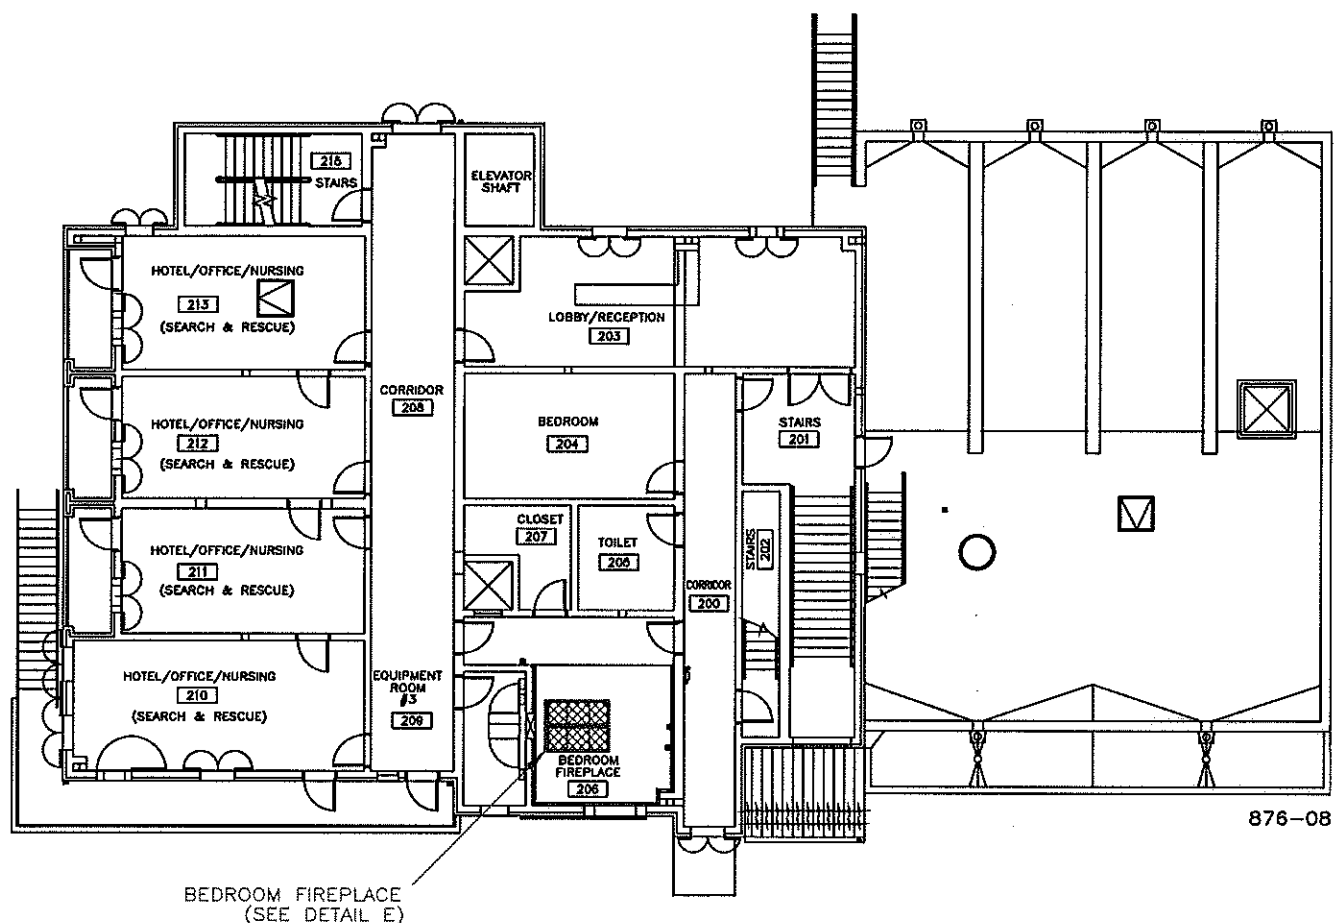 215
STAIRS
ELEVATOR
SHAFT
HOTEL/OFFICE/NURSING
213
(SEARCH & RESCUE)
LOBBY/RECEPTION
203
CORRIDOR
208
HOTEL/OFFICE/NURSING
212
(SEARCH & RESCUE)
BEDROOM
204
STAIRS
201
HOTEL/OFFICE/NURSING
211
(SEARCH & RESCUE)
CLOSET
207
TOILET
205
STAIRS
202
CORRIDOR
200
HOTEL/OFFICE/NURSING
210
(SEARCH & RESCUE)
EQUIPMENT
ROOM
#3
209
BEDROOM
FIREPLACE
206
876-08
BEDROOM FIREPLACE
(SEE DETAIL E)